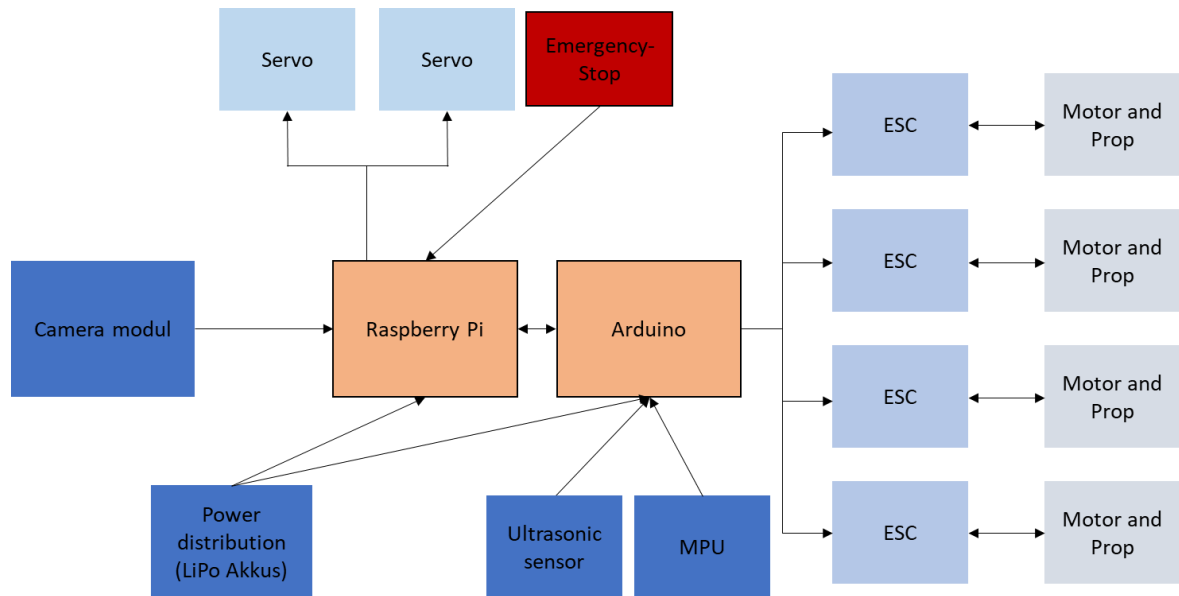 Servo
Servo
Emergency-
Stop
ESC
Motor and
Prop
ESC
Motor and
Prop
Camera modul
Raspberry Pi
Arduino
ESC
Motor and
Prop
Power
distribution
(LiPo Akkus)
Ultrasonic
sensor
MPU
ESC
Motor and
Prop